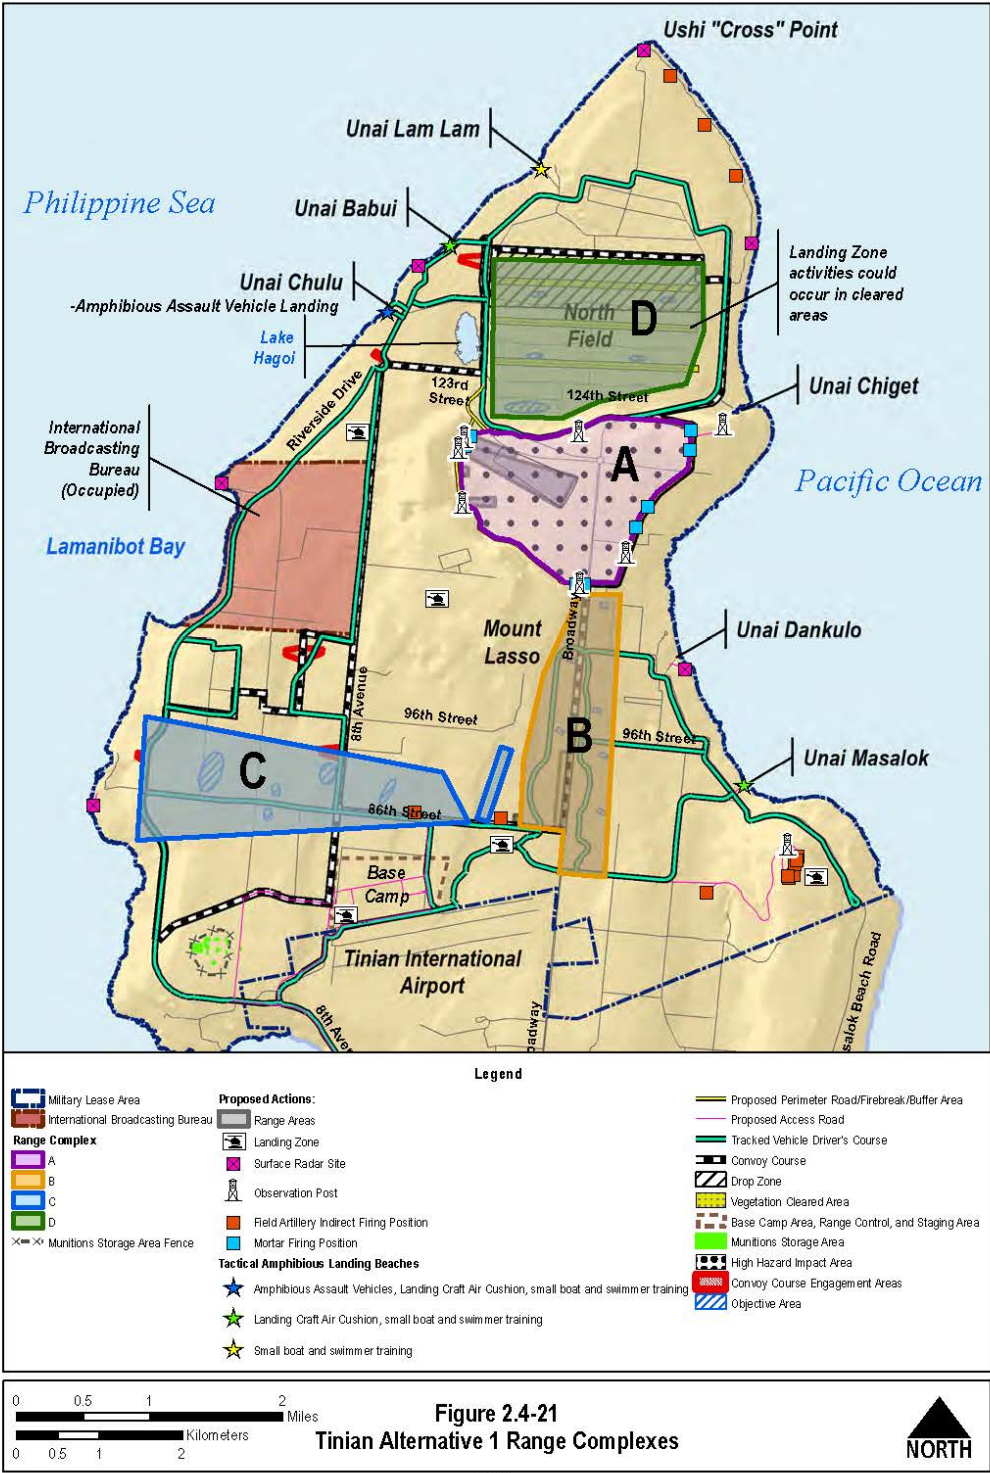 Ushi "Cross" Point
Unai Lam Lam
Philippine Sea
Unai Babui
Unai Chulu
-Amphibious Assault Vehicle Landing
Landing Zone
activities could
occur in cleared
areas
North
Field
D
Lake
Hagoi
123rd
Street
124th Street
Unai Chiget
Riverside Drive
International
Broadcasting
Bureau
(Occupied)
A
Pacific Ocean
Lamanibot Bay
Mount
Lasso
Broadway
Unai Dankulo
8th Avenue
96th Street
96th Street
B
C
Unai Masalok
86th Street
Base
Camp
Tinian International
Airport
8th Ave
oadway
salok Beach Road
Legend
Military Lease Area
International Broadcasting Bureau
Range Complex
A
B
C
D
Munitions Storage Area Fence
Proposed Actions:
Range Areas
Landing Zone
Surface Radar Site
Observation Post
Field Artillery Indirect Firing Position
Mortar Firing Position
Tactical Amphibious Landing Beaches
Amphibious Assault Vehicles, Landing Craft Air Cushion, small boat and swimmer training
Landing Craft Air Cushion, small boat and swimmer training
Small boat and swimmer training
Proposed Perimeter Road/Firebreak/Buffer Area
Proposed Access Road
Tracked Vehicle Driver's Course
Convoy Course
Drop Zone
Vegetation Cleared Area
Base Camp Area, Range Control, and Staging Area
Munitions Storage Area
High Hazard Impact Area
Convoy Course Engagement Areas
Objective Area
0 0.5 1 2
Miles
Kilometers
0 0.5 1 2
Figure 2.4-21
Tinian Alternative 1 Range Complexes
NORTH